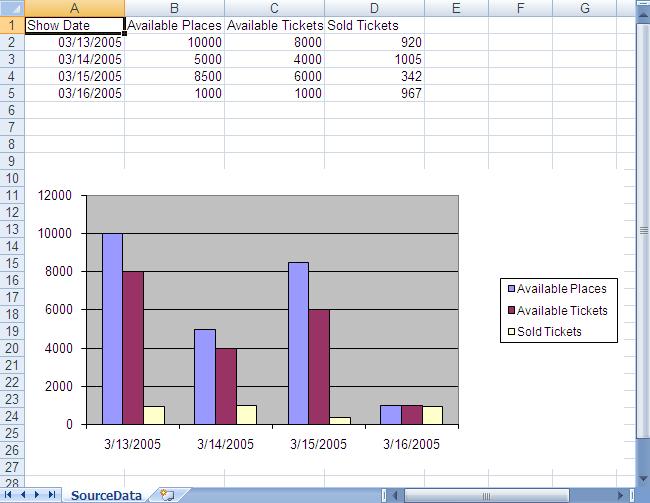 A B C D E F G
1 Show Date Available Places Available Tickets Sold Tickets
2 03/13/2005 10000 8000 920
3 03/14/2005 5000 4000 1005
4 03/15/2005 8500 6000 342
5 03/16/2005 1000 1000 967
6
7
8
9
10
11
12
13
14
15
16
17
18
19
20
21
22
23
24
25
26
27
28
12000
10000
8000
6000
4000
2000
0
3/13/2005 3/14/2005 3/15/2005 3/16/2005
Available Places
Available Tickets
Sold Tickets
SourceData